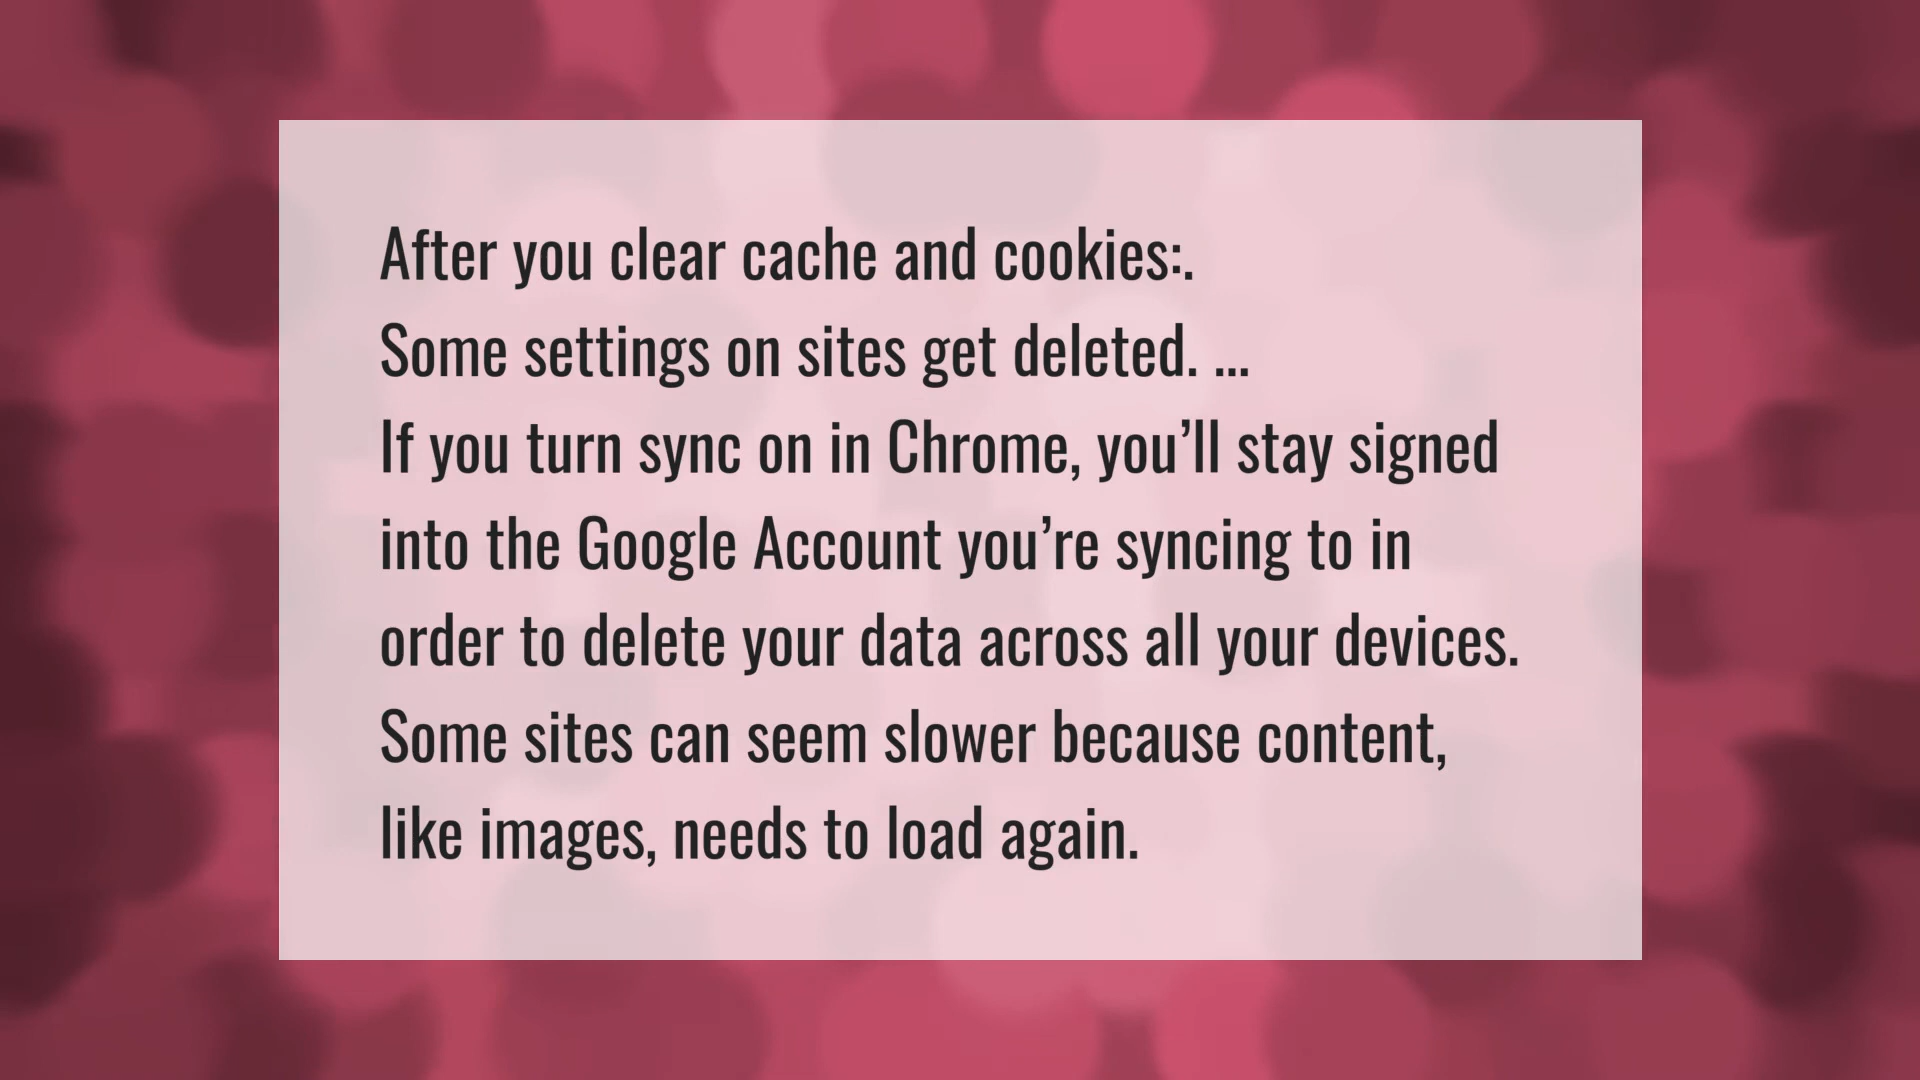 After you clear cache and cookies:.
Some settings on sites get deleted. ...
If you turn sync on in Chrome, you’ll stay signed
into the Google Account you’re syncing to in
order to delete your data across all your devices.
Some sites can seem slower because content,
like images, needs to load again.